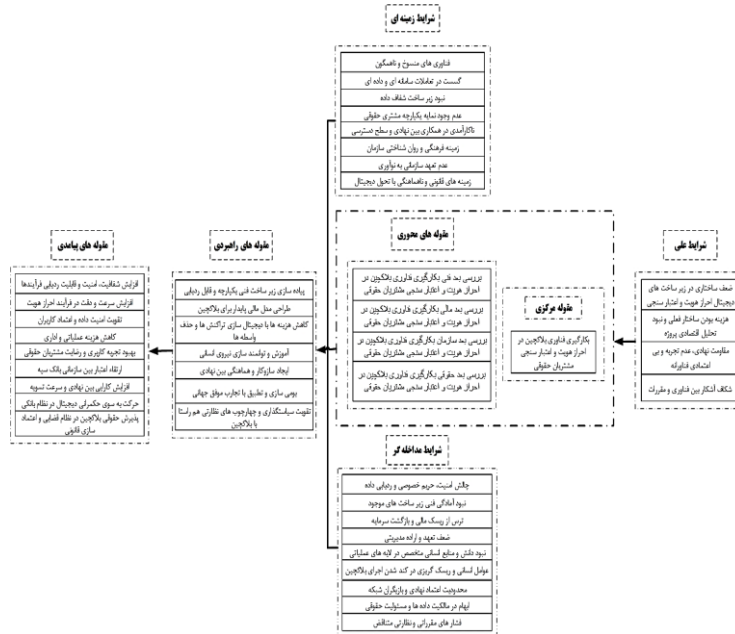 شرایط زمینه ای
فناوری های منسوخ و ناهمگون
گسست در تعاملات سامانه ای و داده ای
نبود زیر ساخت شفاف داده
عدم وجود نمایه یکپارچه مشتری حقوقی
ناکارآمدی در همکاری بین نهادی و سطح دسترسی
زمینه فرهنگی و روان شناختی سازمان
عدم تعهد سازمانی به نوآوری
زمینه های قانونی و ناهماهنگی با تحول دیجیتال
شرایط علی
ضعف ساختاری در زیر ساخت های
دیجیتال احراز هویت و اعتبار سنجی
هزینه بودن ساختار فعلی و نبود
تحلیل اقتصادی پروژه
مقاومت نهادی، عدم تجربه و بی
اعتمادی فناورانه
شکاف آشکار بین فناوری و مقررات
مقوله های محوری
مقوله مرکزی
بکارگیری فناوری بلاکچین در
احراز هویت و اعتبار سنجی
مشتریان حقوقی
بررسی بعد فنی بکارگیری فناوری بلاکچین در
احراز هویت و اعتبار سنجی مشتریان حقوقی
بررسی بعد مالی بکارگیری فناوری بلاکچین در
احراز هویت و اعتبار سنجی مشتریان حقوقی
بررسی بعد سازمان بکارگیری فناوری بلاکچین در
احراز هویت و اعتبار سنجی مشتریان حقوقی
بررسی بعد حقوقی بکارگیری فناوری بلاکچین در
احراز هویت و اعتبار سنجی مشتریان حقوقی
مقوله های راهبردی
پیاده سازی زیر ساخت فنی یکپارچه و قابل ردیابی
طراحی مدل مالی پایدار برای بلاکچین
کاهش هزینه ها با دیجیتال سازی تراکنش ها و حذف
واسطه ها
آموزش و توانمند سازی نیروی انسانی
ایجاد سازوکار و هماهنگی بین نهادی
بومی سازی و تطبیق با تجارب موفق جهانی
تقویت سیاستگذاری و چهارچوب های نظارتی هم راستا
با بلاکچین
مقوله های پیامدی
افزایش شفافیت، امنیت و قابلیت ردیابی فرآیندها
افزایش سرعت و دقت در فرآیند احراز هویت
تقویت امنیت داده و اعتماد کاربران
کاهش هزینه عملیاتی و اداری
بهبود تجربه کاربری و رضایت مشتریان حقوقی
ارتقاء اعتبار بین سازمانی بانک سپه
افزایش کارایی بین نهادی و سرعت تسویه
حرکت به سوی حکمرانی دیجیتال در نظام بانکی
پذیرش حقوقی بلاکچین در نظام قضایی و اعتماد
سازی قانونی
شرایط مداخله گر
چالش امنیت، حریم خصوصی و ردیابی داده
نبود آمادگی فنی زیر ساخت های موجود
ترس از ریسک مالی و بازگشت سرمایه
ضعف تعهد و اراده مدیریتی
نبود دانش و منابع انسانی متخصص در لایه های عملیاتی
عوامل انسانی و ریسک گریزی در کند شدن اجرای بلاکچین
محدودیت اعتماد نهادی و بازیگران شبکه
ابهام در مالکیت داده ها و مسئولیت حقوقی
فشار های مقرراتی و نظارتی متناقض